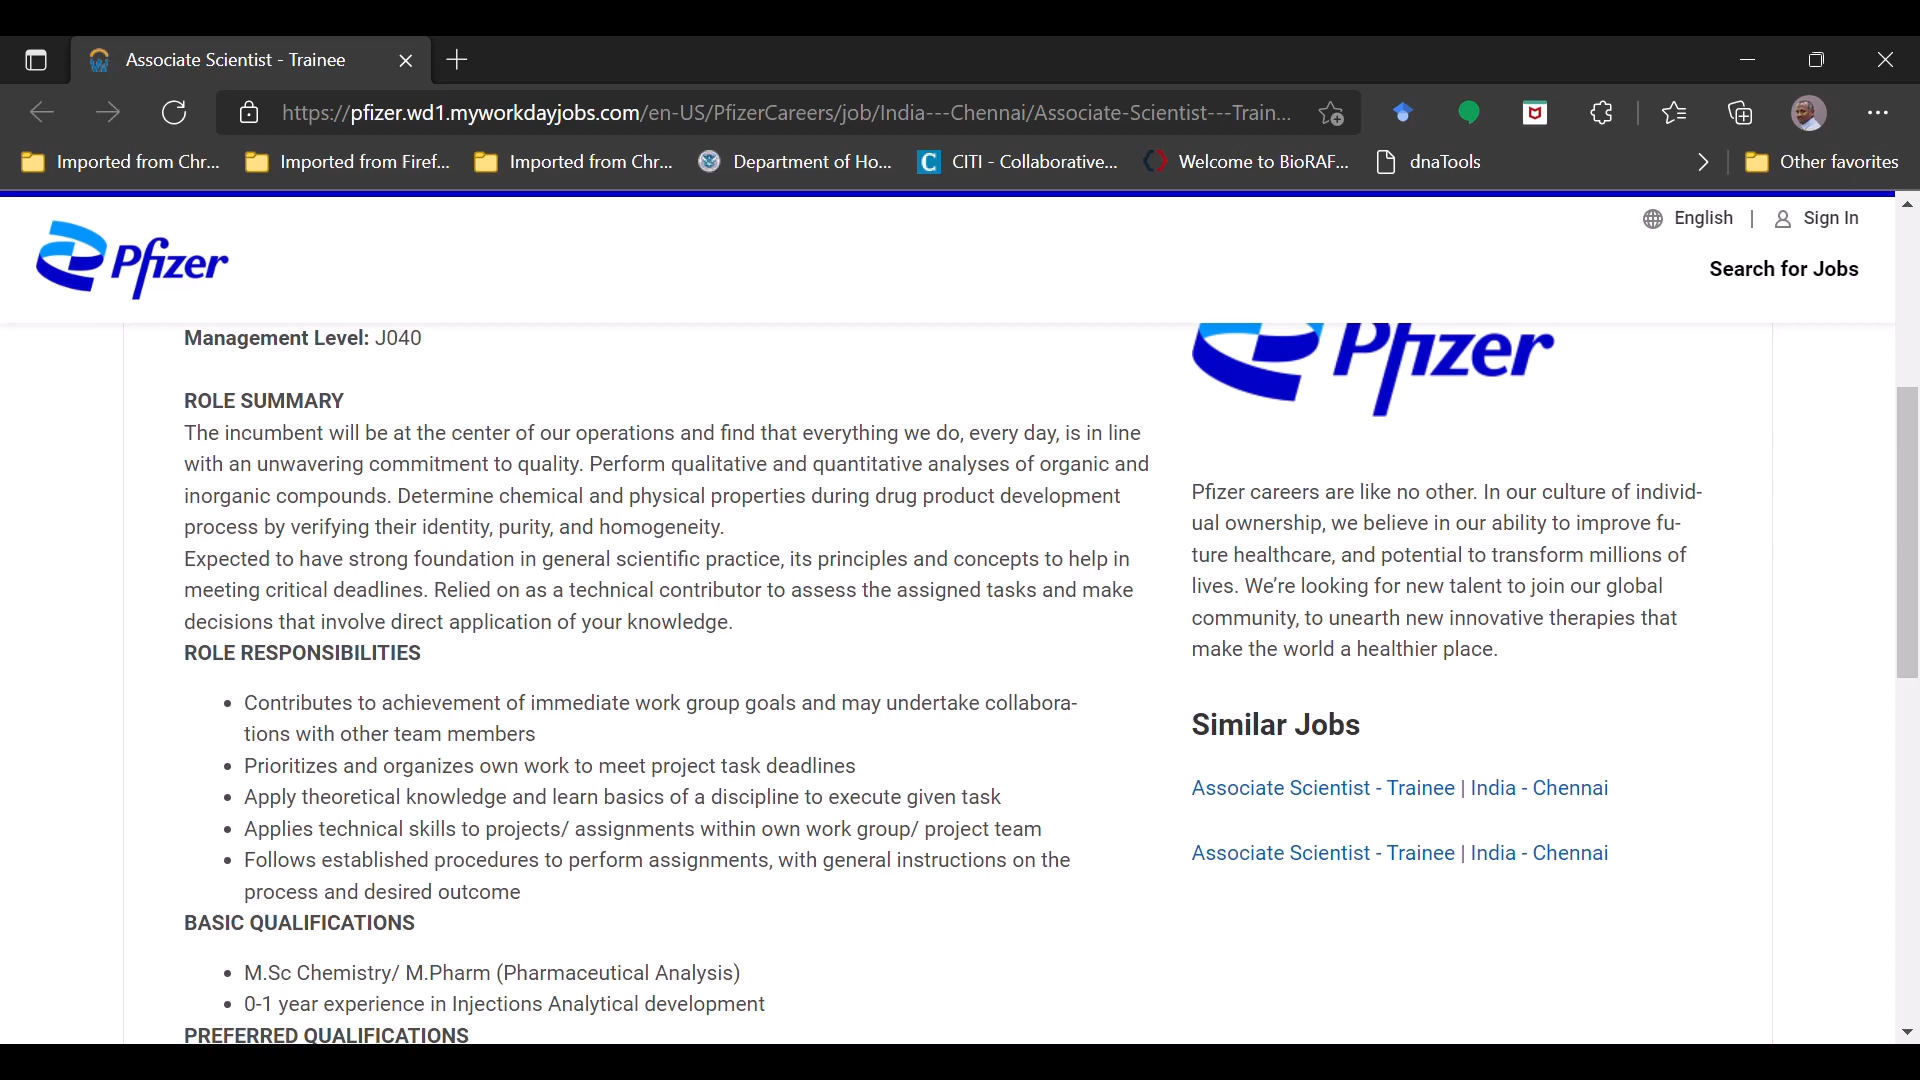 Associate Scientist - Trainee
https://pfizer.wd1.myworkdayjobs.com/en-US/PfizerCareers/job/India---Chennai/Associate-Scientist---Train...
Imported from Chr... Imported from Firef... Imported from Chr... Department of Ho... C CITI - Collaborative... Welcome to BioRAF... dnaTools Other favorites
English | Sign In
Pfizer
Search for Jobs
Management Level: J040
Pfizer
ROLE SUMMARY
The incumbent will be at the center of our operations and find that everything we do, every day, is in line
with an unwavering commitment to quality. Perform qualitative and quantitative analyses of organic and
inorganic compounds. Determine chemical and physical properties during drug product development
process by verifying their identity, purity, and homogeneity.
Expected to have strong foundation in general scientific practice, its principles and concepts to help in
meeting critical deadlines. Relied on as a technical contributor to assess the assigned tasks and make
decisions that involve direct application of your knowledge.
ROLE RESPONSIBILITIES
• Contributes to achievement of immediate work group goals and may undertake collabora-
tions with other team members
• Prioritizes and organizes own work to meet project task deadlines
• Apply theoretical knowledge and learn basics of a discipline to execute given task
• Applies technical skills to projects/ assignments within own work group/ project team
• Follows established procedures to perform assignments, with general instructions on the
process and desired outcome
BASIC QUALIFICATIONS
• M.Sc Chemistry/ M.Pharm (Pharmaceutical Analysis)
• 0-1 year experience in Injections Analytical development
PREFERRED QUALIFICATIONS
Pfizer careers are like no other. In our culture of individ-
ual ownership, we believe in our ability to improve fu-
ture healthcare, and potential to transform millions of
lives. We're looking for new talent to join our global
community, to unearth new innovative therapies that
make the world a healthier place.
Similar Jobs
Associate Scientist - Trainee | India - Chennai
Associate Scientist - Trainee | India - Chennai